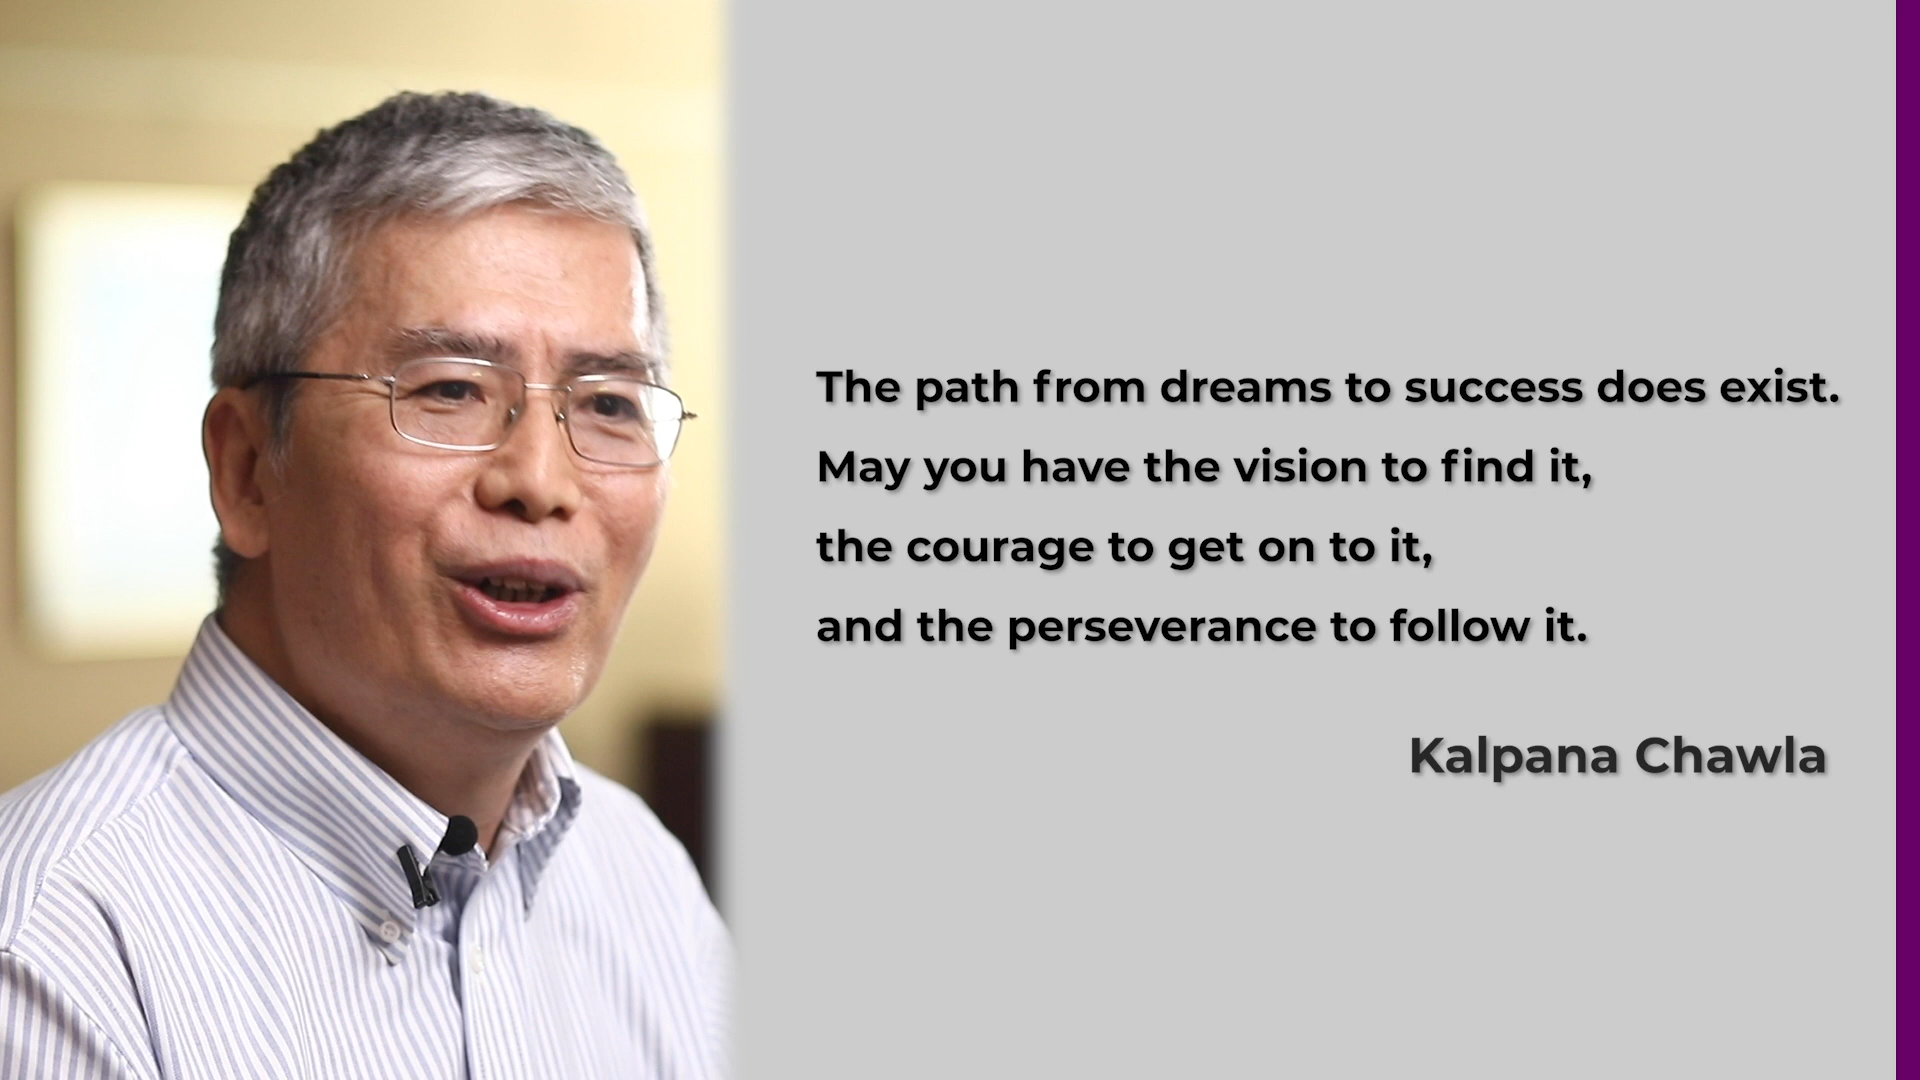 The path from dreams to success does exist.
May you have the vision to find it,
the courage to get on to it,
and the perseverance to follow it.
Kalpana Chawla